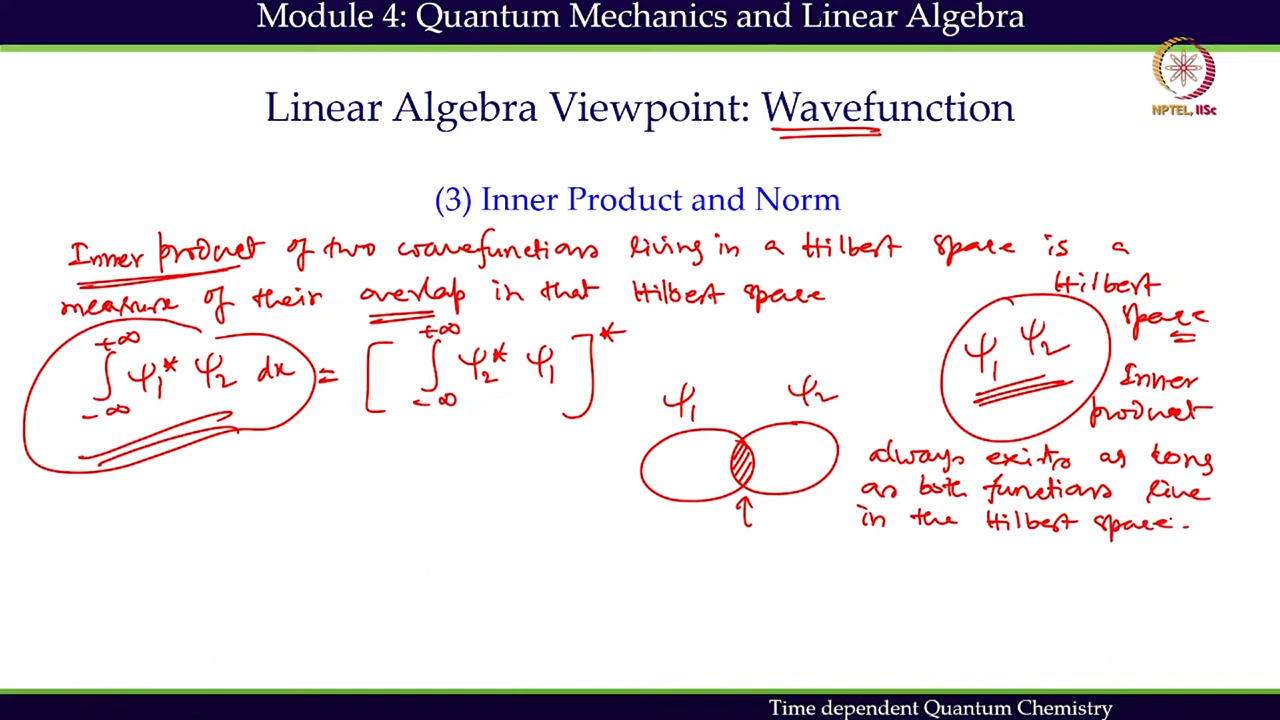 Module 4: Quantum Mechanics and Linear Algebra
NPTEL, IISc
Linear Algebra Viewpoint: Wavefunction
(3) Inner Product and Norm
Inner product of two wavefunctions living in a Hilbert space is a
measure of their overlap in that Hilbert space
∫_{-∞}^{+∞} ψ₁* ψ₂ dx = [ ∫_{-∞}^{+∞} ψ₂* ψ₁ ]*
ψ₁ ψ₂
Hilbert
space
ψ₁ ψ₂
Inner
product
always exists as long
as both functions live
in the Hilbert space.
Time dependent Quantum Chemistry